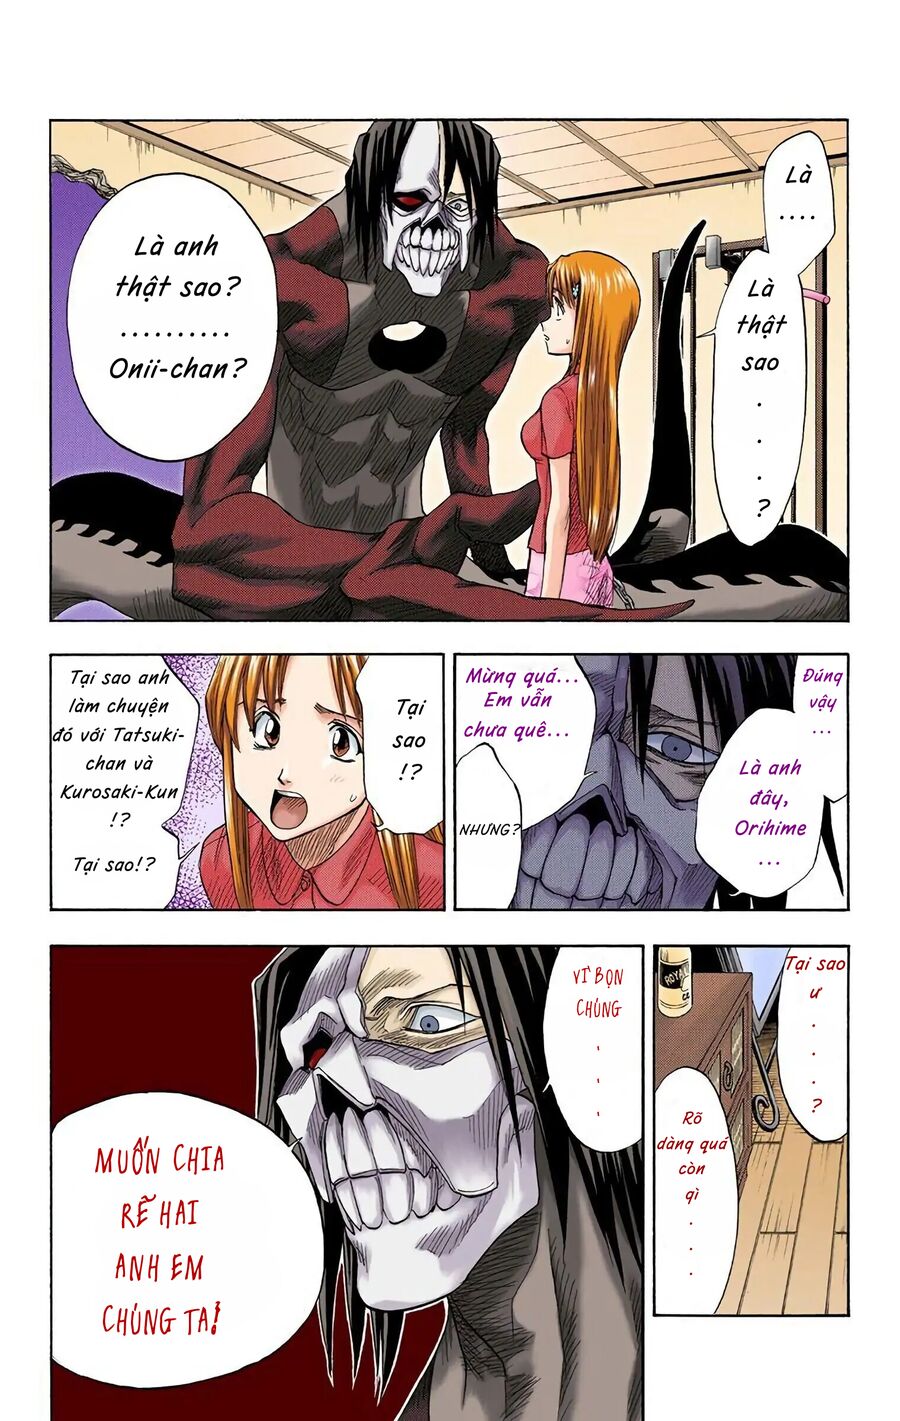 Là
....
Là
thật
sao
.
.
.
?
Là anh
thật sao?
..........
Onii-chan?
Đúng
vậy
...
Là anh
đây,
Orihime
...
Mừng quá...
Em vẫn
chưa quê...
NHƯNG?
Tại
sao
!?
Tại sao anh
làm chuyện
đó với Tatsuki-
chan và
Kurosaki-Kun
!?
Tại sao!?
Tại sao
ư
.
.
.
.
?
Rõ
dàng quá
còn
gì
.
.
.
.
VÌ BỌN
CHÚNG
.
.
.
MUỐN CHIA
RẼ HAI
ANH EM
CHÚNG TA!
ROYA
CC